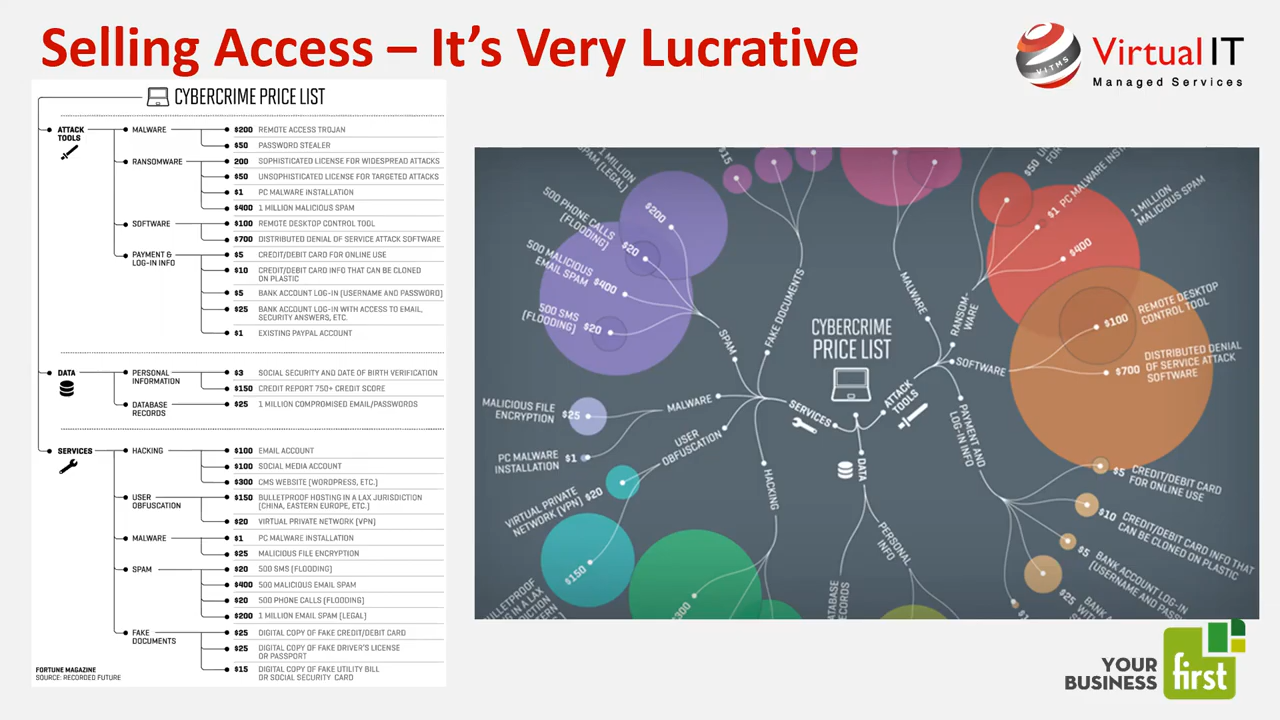 Selling Access – It's Very Lucrative
VITMS
Virtual IT
Managed Services
CYBERCRIME PRICE LIST
ATTACK
TOOLS
MALWARE
$200 REMOTE ACCESS TROJAN
$50 PASSWORD STEALER
RANSOMWARE
200 SOPHISTICATED LICENSE FOR WIDESPREAD ATTACKS
$50 UNSOPHISTICATED LICENSE FOR TARGETED ATTACKS
$1 PC MALWARE INSTALLATION
$400 1 MILLION MALICIOUS SPAM
SOFTWARE
$100 REMOTE DESKTOP CONTROL TOOL
$700 DISTRIBUTED DENIAL OF SERVICE ATTACK SOFTWARE
PAYMENT &
LOG-IN INFO
$5 CREDIT/DEBIT CARD FOR ONLINE USE
$10 CREDIT/DEBIT CARD INFO THAT CAN BE CLONED
ON PLASTIC
$5 BANK ACCOUNT LOG-IN (USERNAME AND PASSWORD)
$25 BANK ACCOUNT LOG-IN WITH ACCESS TO EMAIL,
SECURITY ANSWERS, ETC.
$1 EXISTING PAYPAL ACCOUNT
DATA
PERSONAL
INFORMATION
$3 SOCIAL SECURITY AND DATE OF BIRTH VERIFICATION
$150 CREDIT REPORT 750+ CREDIT SCORE
DATABASE
RECORDS
$25 1 MILLION COMPROMISED EMAIL/PASSWORDS
SERVICES
HACKING
$100 EMAIL ACCOUNT
$100 SOCIAL MEDIA ACCOUNT
$300 CMS WEBSITE (WORDPRESS, ETC.)
USER
OBFUSCATION
$150 BULLETPROOF HOSTING IN A LAX JURISDICTION
(CHINA, EASTERN EUROPE, ETC.)
$20 VIRTUAL PRIVATE NETWORK (VPN)
MALWARE
$1 PC MALWARE INSTALLATION
$25 MALICIOUS FILE ENCRYPTION
SPAM
$20 500 SMS (FLOODING)
$400 500 MALICIOUS EMAIL SPAM
$20 500 PHONE CALLS (FLOODING)
$200 1 MILLION EMAIL SPAM (LEGAL)
FAKE
DOCUMENTS
$25 DIGITAL COPY OF FAKE CREDIT/DEBIT CARD
$25 DIGITAL COPY OF FAKE DRIVER'S LICENSE
OR PASSPORT
$15 DIGITAL COPY OF FAKE UTILITY BILL
OR SOCIAL SECURITY CARD
FORTUNE MAGAZINE
SOURCE: RECORDED FUTURE
CYBERCRIME
PRICE LIST
SERVICES
ATTACK
TOOLS
DATA
FAKE DOCUMENTS
$15
SPAM
1 MILLION
SPAM (LEGAL)
$200
500 PHONE CALLS
(FLOODING)
$20
500 MALICIOUS
EMAIL SPAM
$400
500 SMS
(FLOODING)
$20
MALWARE
MALICIOUS FILE
ENCRYPTION
$25
PC MALWARE
INSTALLATION
$1
USER
OBFUSCATION
VIRTUAL PRIVATE
NETWORK (VPN)
$20
$150
IN A LAX
HACKING
$300
MALWARE
RANSOM-
WARE
$50
$1 PC MALWARE
1 MILLION
MALICIOUS SPAM
$400
SOFTWARE
$100
REMOTE DESKTOP
CONTROL TOOL
$700
DISTRIBUTED DENIAL
OF SERVICE ATTACK
SOFTWARE
PAYMENT AND
LOG-IN INFO
$5
CREDIT/DEBIT CARD
FOR ONLINE USE
$10
CREDIT/DEBIT CARD INFO THAT
CAN BE CLONED ON PLASTIC
$5
BANK ACCOUNT LOG-IN
$25
BANK
$1
PERSONAL
INFO
RECORDS
YOUR
BUSINESS
first